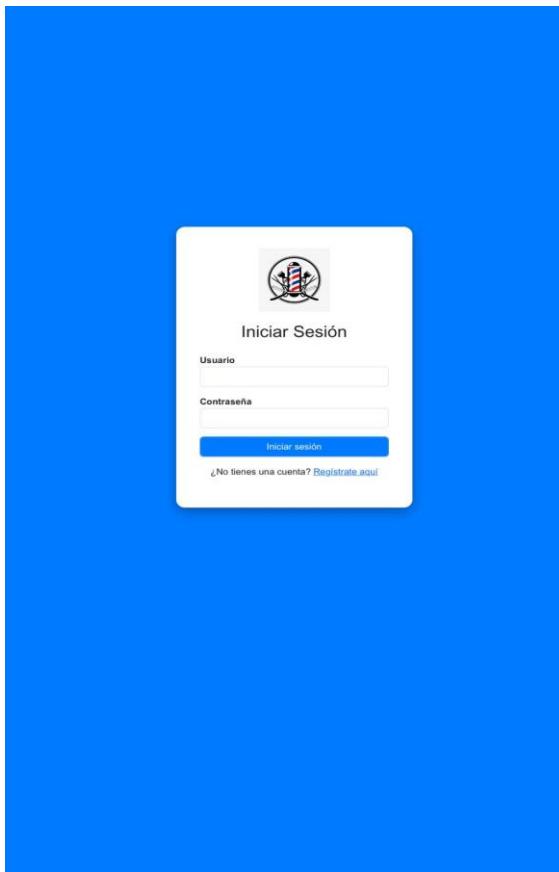 Iniciar Sesión
Usuario
Contraseña
Iniciar sesión
¿No tienes una cuenta? Regístrate aquí